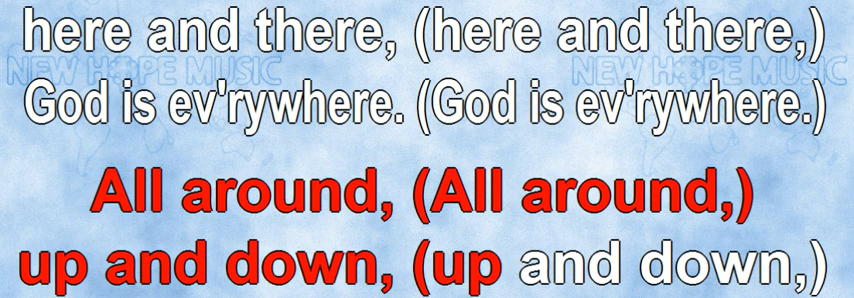 here and there, (here and there,)
NEW HOPE MUSIC NEW HOPE MUSIC
God is ev'rywhere. (God is ev'rywhere.)
All around, (All around,)
up and down, (up and down,)